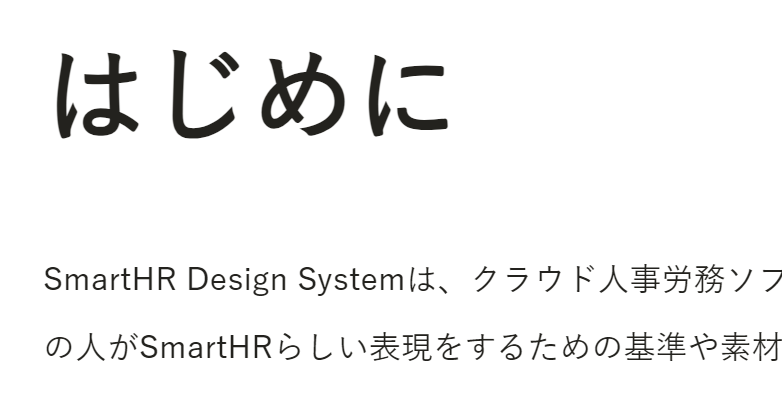 はじめに
SmartHR Design Systemは、クラウド人事労務ソフ
の人がSmartHRらしい表現をするための基準や素材